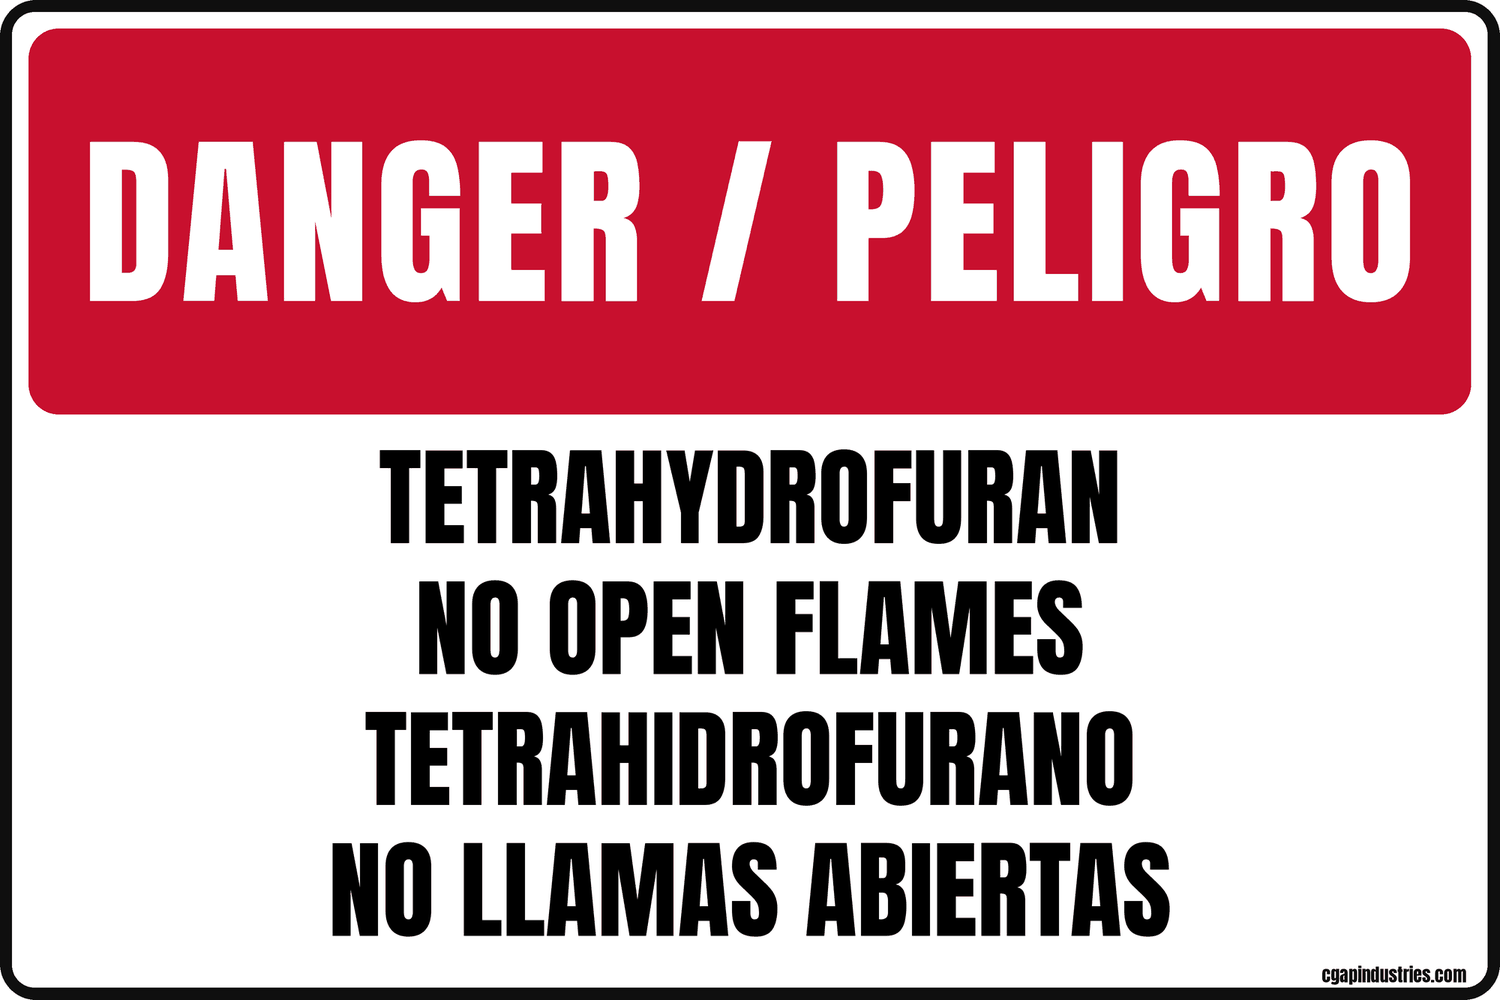 DANGER / PELIGRO
TETRAHYDROFURAN
NO OPEN FLAMES
TETRAHIDROFURANO
NO LLAMAS ABIERTAS
cgapindustries.com